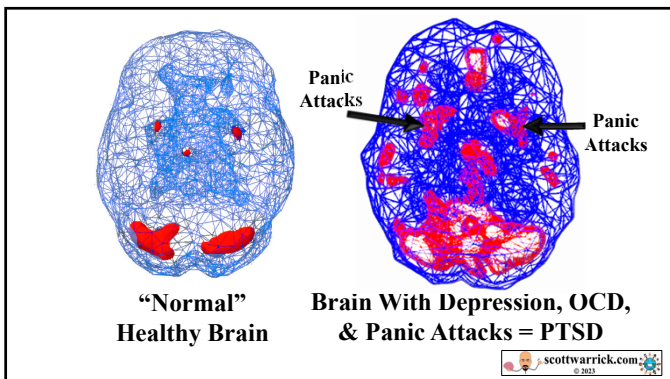 Panic
Attacks
Panic
Attacks
“Normal”
Healthy Brain
Brain With Depression, OCD,
& Panic Attacks = PTSD
scottwarrick.com
© 2023